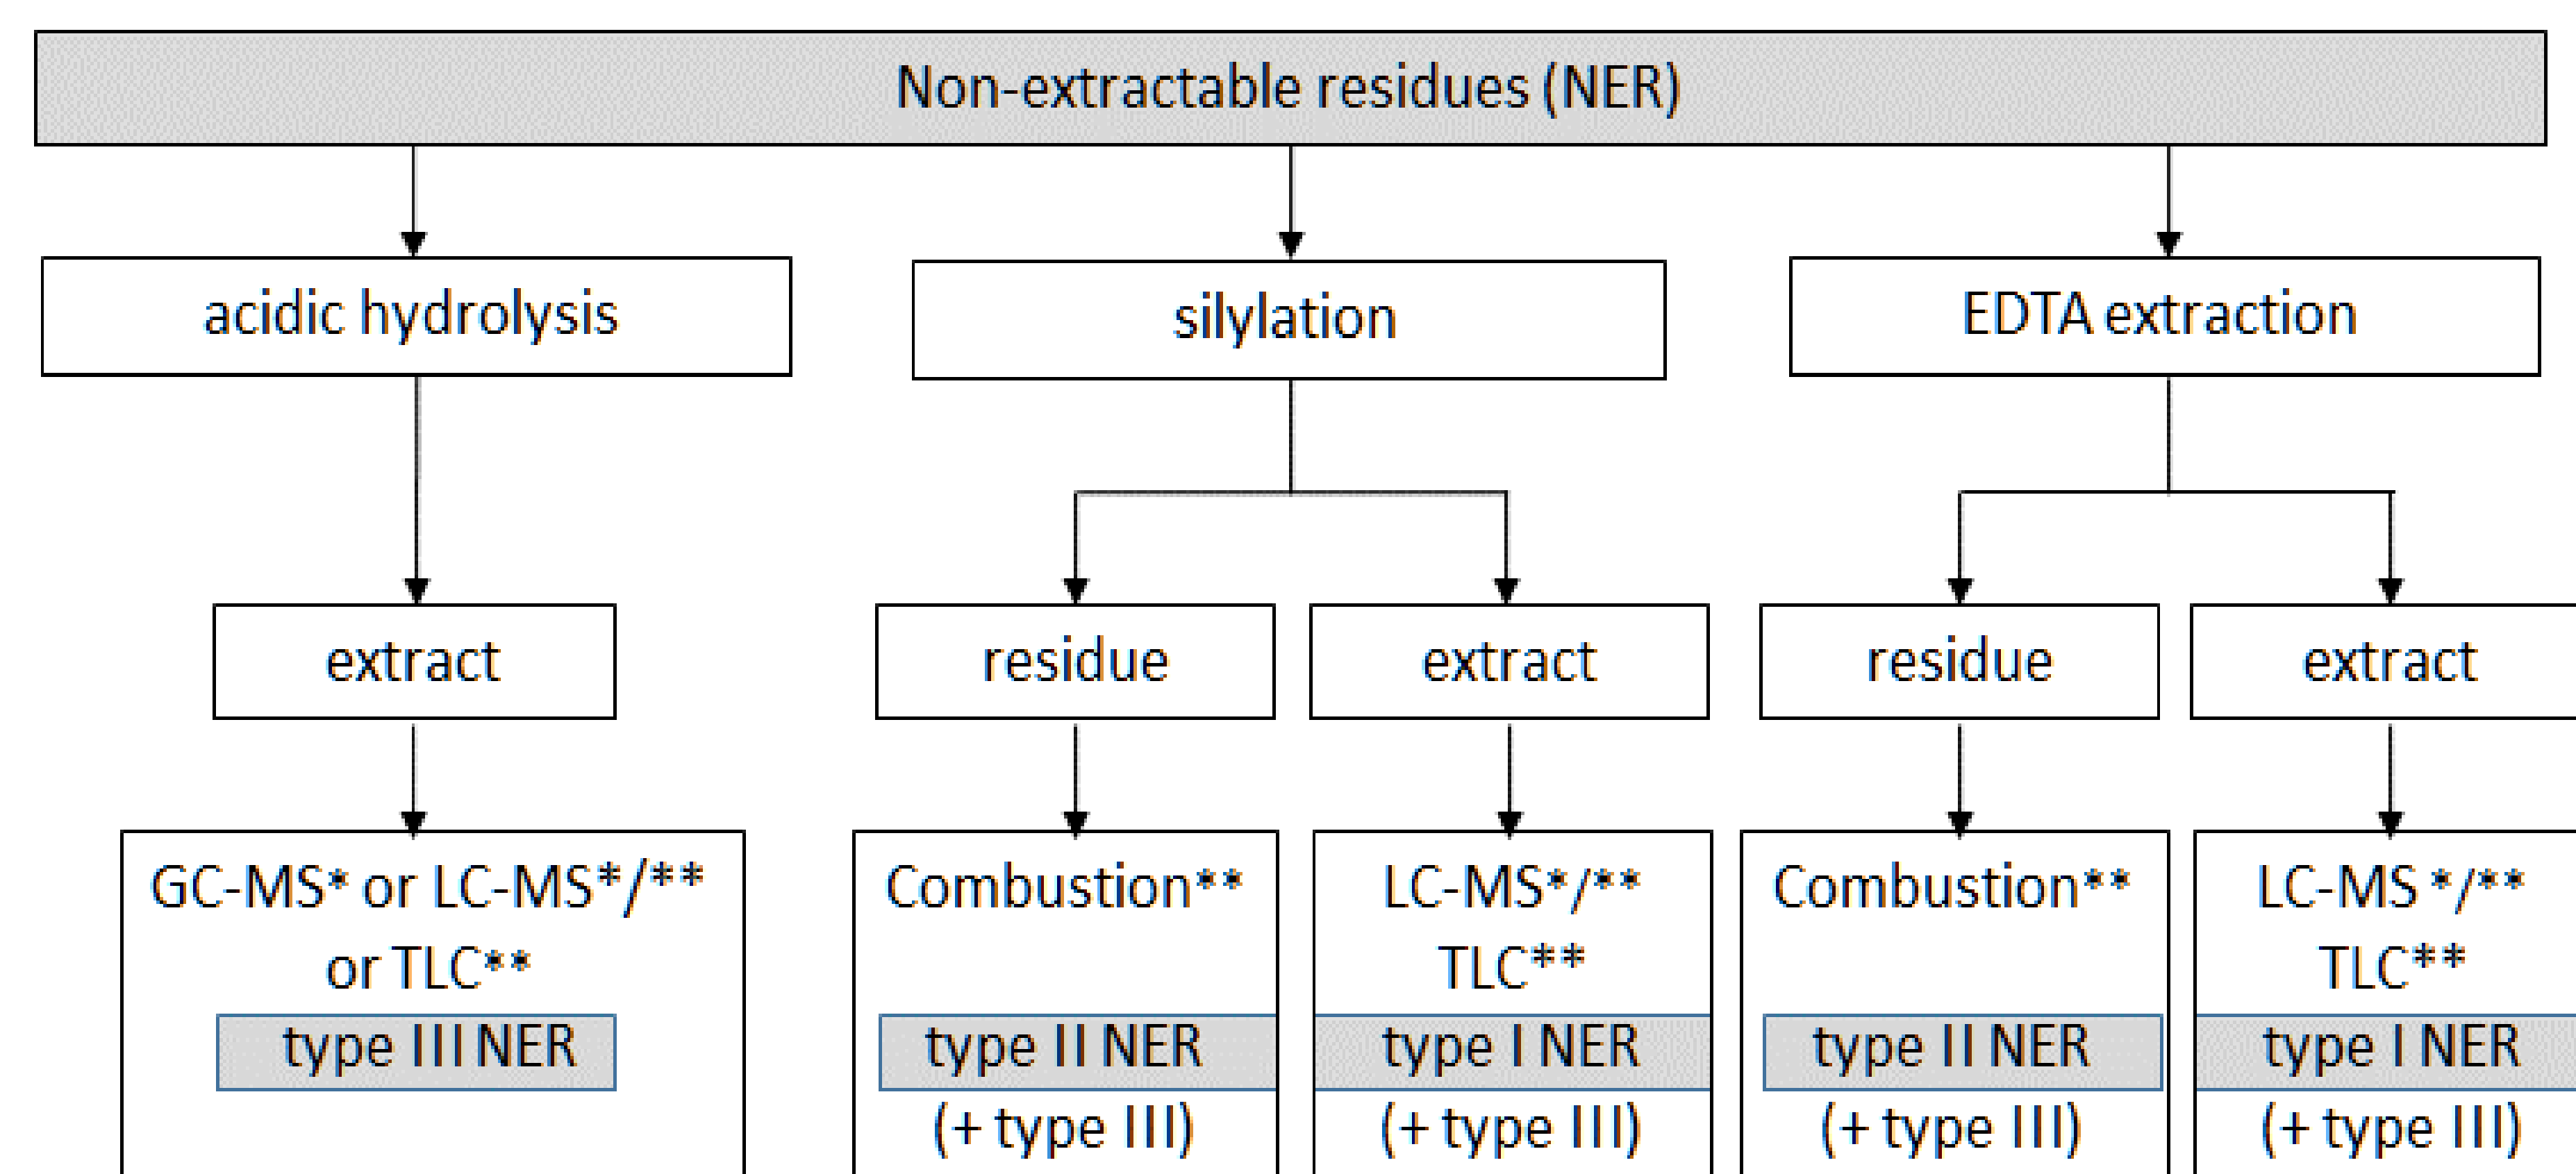 Non-extractable residues (NER)
acidic hydrolysis
silylation
EDTA extraction
extract
residue
extract
residue
extract
GC-MS* or LC-MS*/**
or TLC**
type III NER
Combustion**
type II NER
(+ type III)
LC-MS*/**
TLC**
type I NER
(+ type III)
Combustion**
type II NER
(+ type III)
LC-MS */**
TLC**
type I NER
(+ type III)